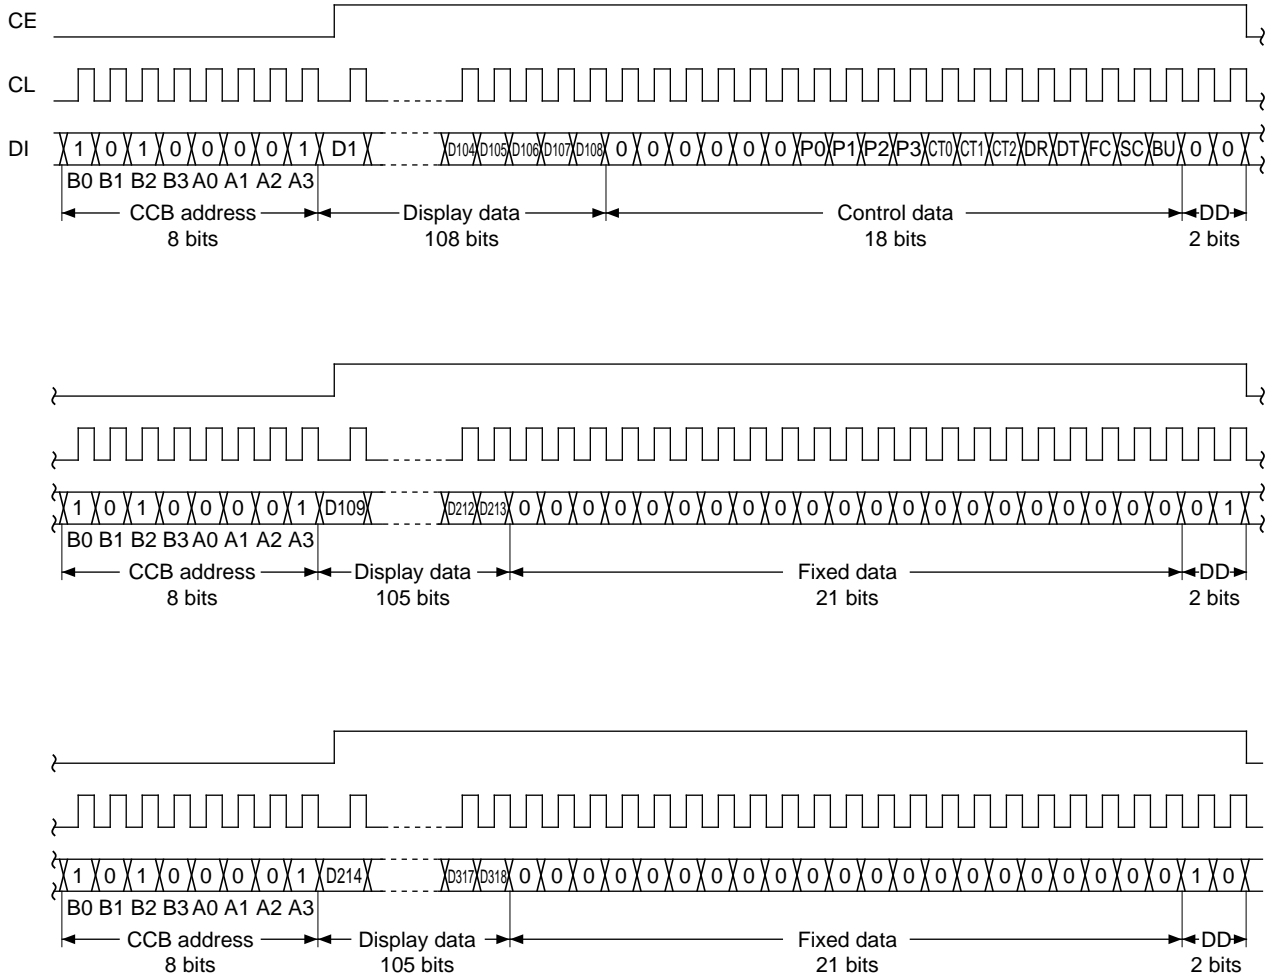 CE
CL
DI 1 0 1 0 0 0 0 1 D1 D104 D105 D106 D107 D108 0 0 0 0 0 0 P0 P1 P2 P3 CT0 CT1 CT2 DR DT FC SC BU 0 0
B0 B1 B2 B3 A0 A1 A2 A3
CCB address Display data Control data DD
8 bits 108 bits 18 bits 2 bits
1 0 1 0 0 0 0 1 D109 D212 D213 0 0 0 0 0 0 0 0 0 0 0 0 0 0 0 0 0 0 0 0 0 0 1
B0 B1 B2 B3 A0 A1 A2 A3
CCB address Display data Fixed data DD
8 bits 105 bits 21 bits 2 bits
1 0 1 0 0 0 0 1 D214 D317 D318 0 0 0 0 0 0 0 0 0 0 0 0 0 0 0 0 0 0 0 0 0 1 0
B0 B1 B2 B3 A0 A1 A2 A3
CCB address Display data Fixed data DD
8 bits 105 bits 21 bits 2 bits